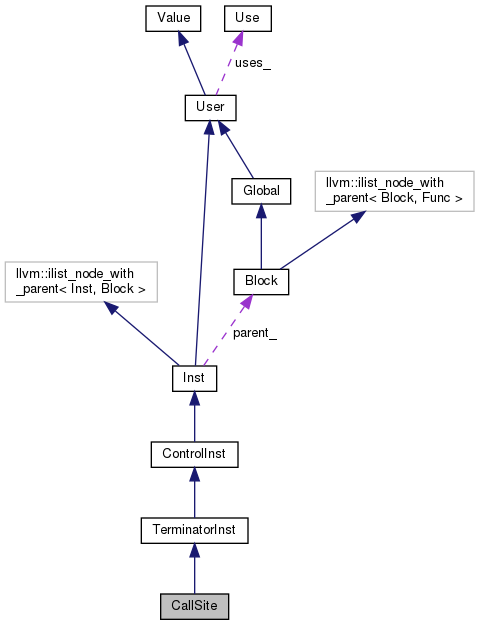 Value
Use
uses_
User
Global
llvm::ilist_node_with
_parent< Block, Func >
llvm::ilist_node_with
_parent< Inst, Block >
Block
parent_
Inst
ControlInst
TerminatorInst
CallSite